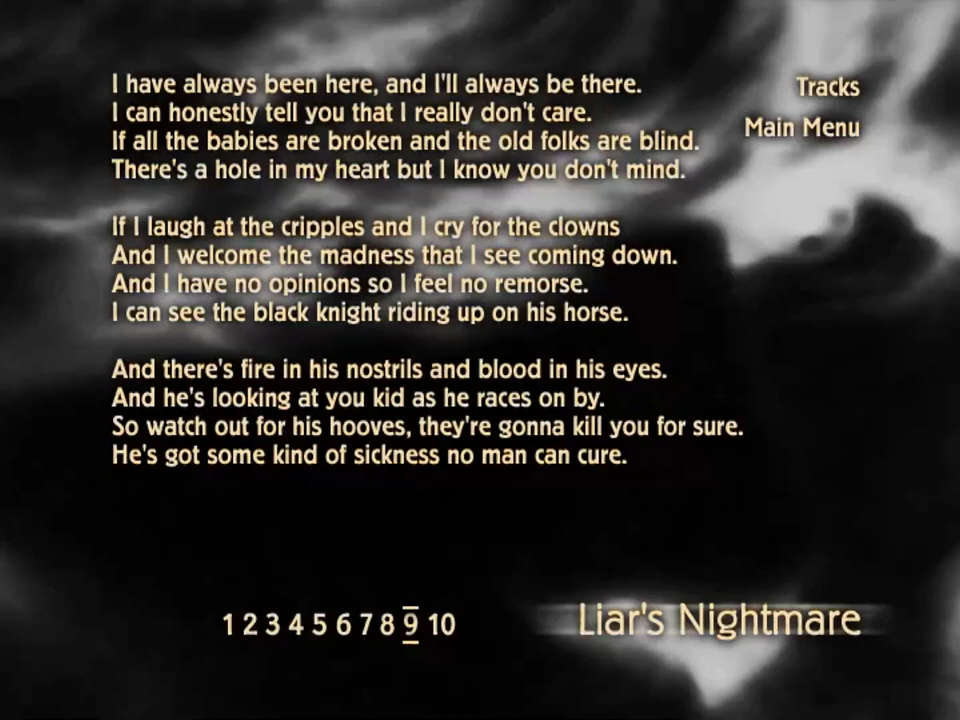 I have always been here, and I'll always be there.
I can honestly tell you that I really don't care.
If all the babies are broken and the old folks are blind.
There's a hole in my heart but I know you don't mind.
If I laugh at the cripples and I cry for the clowns
And I welcome the madness that I see coming down.
And I have no opinions so I feel no remorse.
I can see the black knight riding up on his horse.
And there's fire in his nostrils and blood in his eyes.
And he's looking at you kid as he races on by.
So watch out for his hooves, they're gonna kill you for sure.
He's got some kind of sickness no man can cure.
Tracks
Main Menu
1 2 3 4 5 6 7 8 9 10
Liar's Nightmare